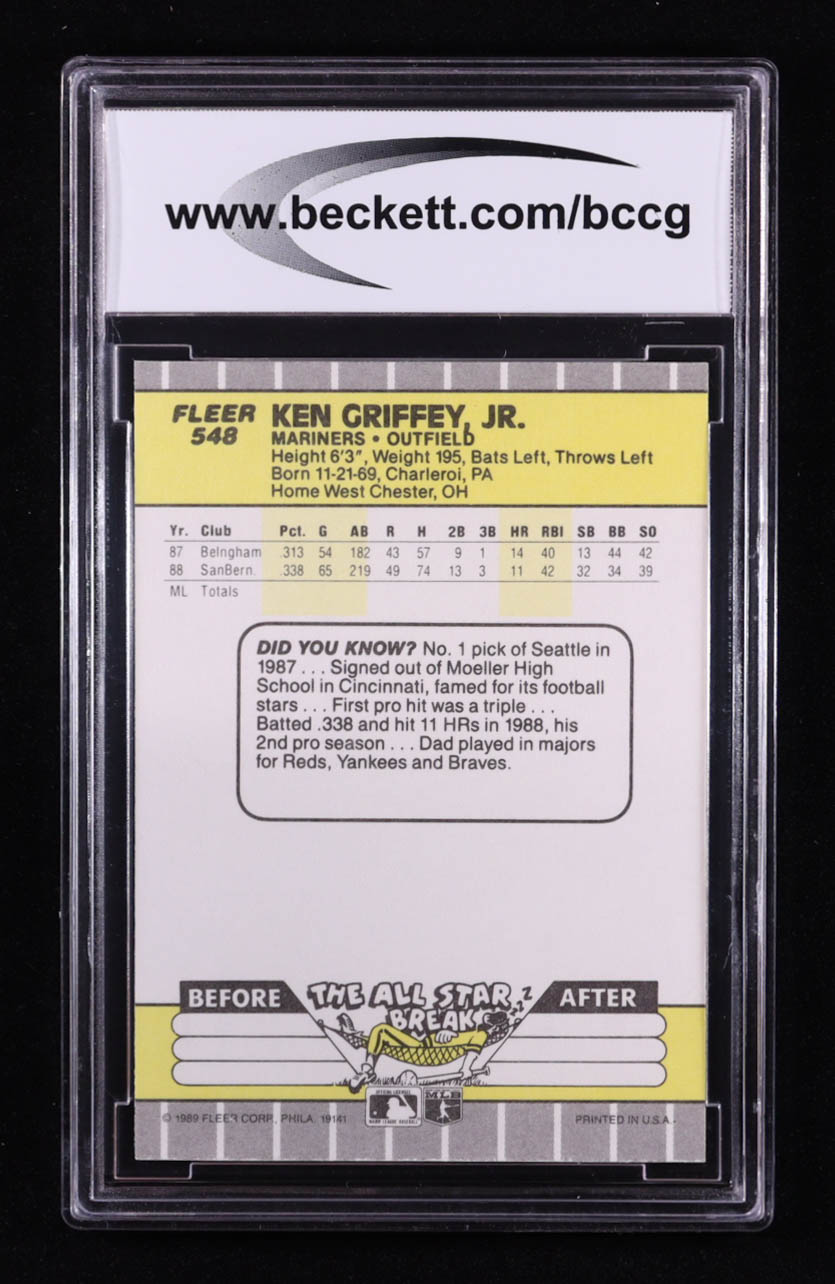 www.beckett.com/bccg
FLEER
548
KEN GRIFFEY, JR.
MARINERS • OUTFIELD
Height 6'3", Weight 195, Bats Left, Throws Left
Born 11-21-69, Charleroi, PA
Home West Chester, OH
Yr. Club Pct. G AB R H 2B 3B HR RBI SB BB SO
87 Belngham .313 54 182 43 57 9 1 14 40 13 44 42
88 SanBern. .338 65 219 49 74 13 3 11 42 32 34 39
ML Totals
DID YOU KNOW? No. 1 pick of Seattle in
1987 . . . Signed out of Moeller High
School in Cincinnati, famed for its football
stars . . . First pro hit was a triple . . .
Batted .338 and hit 11 HRs in 1988, his
2nd pro season . . . Dad played in majors
for Reds, Yankees and Braves.
BEFORE THE ALL STAR BREAK ZZZ AFTER
© 1989 FLEER CORP., PHILA. 19141
OFFICIAL LICENSEE
MAJOR LEAGUE BASEBALL
MLB
PRINTED IN U.S.A.